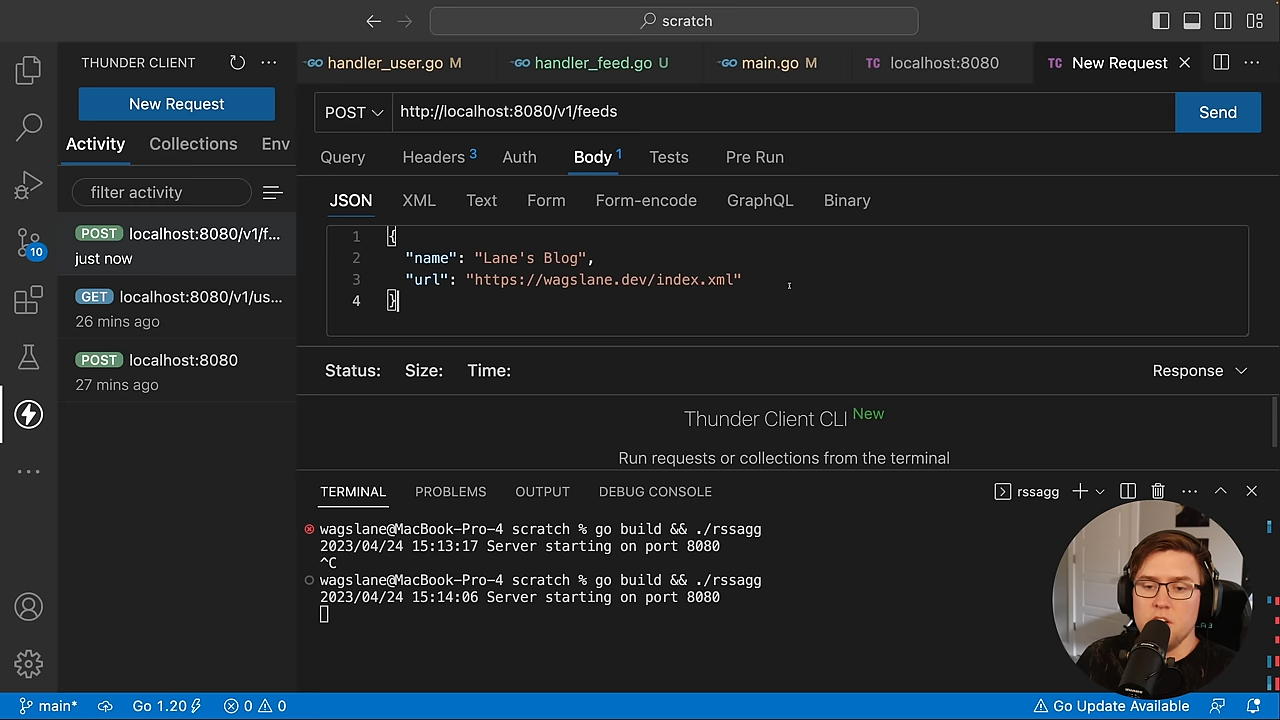 scratch
THUNDER CLIENT
New Request
Activity Collections Env
filter activity
POST localhost:8080/v1/f...
just now
GET localhost:8080/v1/us...
26 mins ago
POST localhost:8080
27 mins ago
10
GO handler_user.go M
GO handler_feed.go U
GO main.go M
TC localhost:8080
TC New Request
POST http://localhost:8080/v1/feeds Send
Query Headers 3 Auth Body 1 Tests Pre Run
JSON XML Text Form Form-encode GraphQL Binary
1 {
2 "name": "Lane's Blog",
3 "url": "https://wagslane.dev/index.xml"
4 }
Status: Size: Time: Response
Thunder Client CLI New
Run requests or collections from the terminal
TERMINAL PROBLEMS OUTPUT DEBUG CONSOLE rssagg
wagslane@MacBook-Pro-4 scratch % go build && ./rssagg
2023/04/24 15:13:17 Server starting on port 8080
^C
wagslane@MacBook-Pro-4 scratch % go build && ./rssagg
2023/04/24 15:14:06 Server starting on port 8080
main* Go 1.20 0 0 Go Update Available